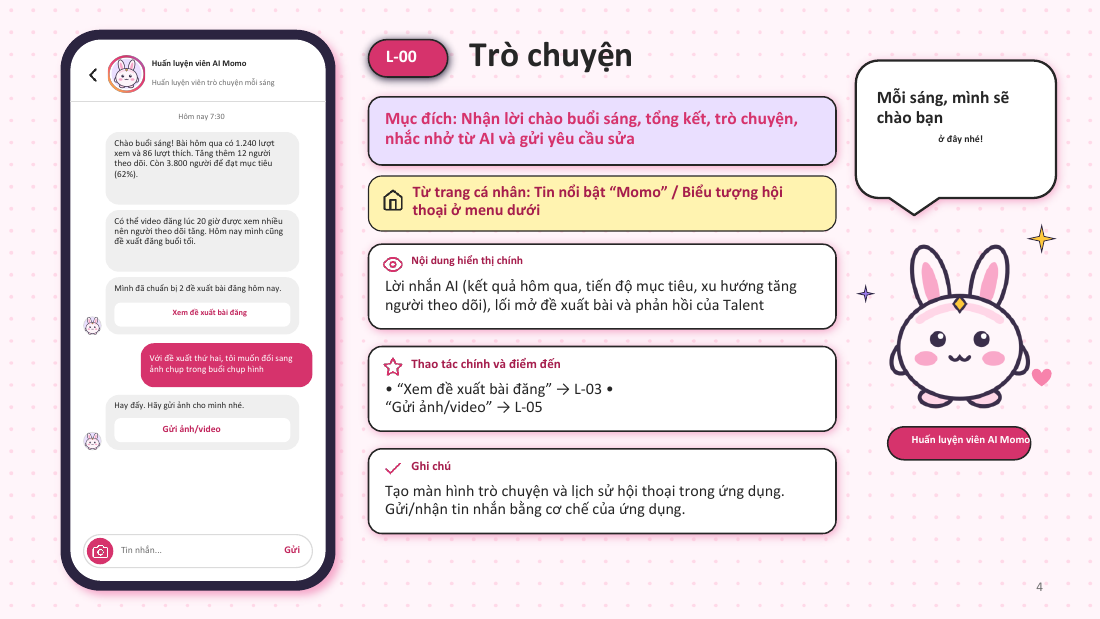 Huấn luyện viên AI Momo
Huấn luyện viên trò chuyện mỗi sáng
Hôm nay 7:30
Chào buổi sáng! Bài hôm qua có 1.240 lượt
xem và 86 lượt thích. Tăng thêm 12 người
theo dõi. Còn 3.800 người để đạt mục tiêu
(62%).
Có thể video đăng lúc 20 giờ được xem nhiều
nên người theo dõi tăng. Hôm nay mình cũng
đề xuất đăng buổi tối.
Mình đã chuẩn bị 2 đề xuất bài đăng hôm nay.
Xem đề xuất bài đăng
Với đề xuất thứ hai, tôi muốn đổi sang
ảnh chụp trong buổi chụp hình
Hay đấy. Hãy gửi ảnh cho mình nhé.
Gửi ảnh/video
Tin nhắn...
Gửi
L-00
Trò chuyện
Mục đích: Nhận lời chào buổi sáng, tổng kết, trò chuyện,
nhắc nhở từ AI và gửi yêu cầu sửa
Từ trang cá nhân: Tin nổi bật “Momo” / Biểu tượng hội
thoại ở menu dưới
Nội dung hiển thị chính
Lời nhắn AI (kết quả hôm qua, tiến độ mục tiêu, xu hướng tăng
người theo dõi), lối mở đề xuất bài và phản hồi của Talent
Thao tác chính và điểm đến
• “Xem đề xuất bài đăng” → L-03 •
“Gửi ảnh/video” → L-05
Ghi chú
Tạo màn hình trò chuyện và lịch sử hội thoại trong ứng dụng.
Gửi/nhận tin nhắn bằng cơ chế của ứng dụng.
Mỗi sáng, mình sẽ
chào bạn
ở đây nhé!
Huấn luyện viên AI Momo
4